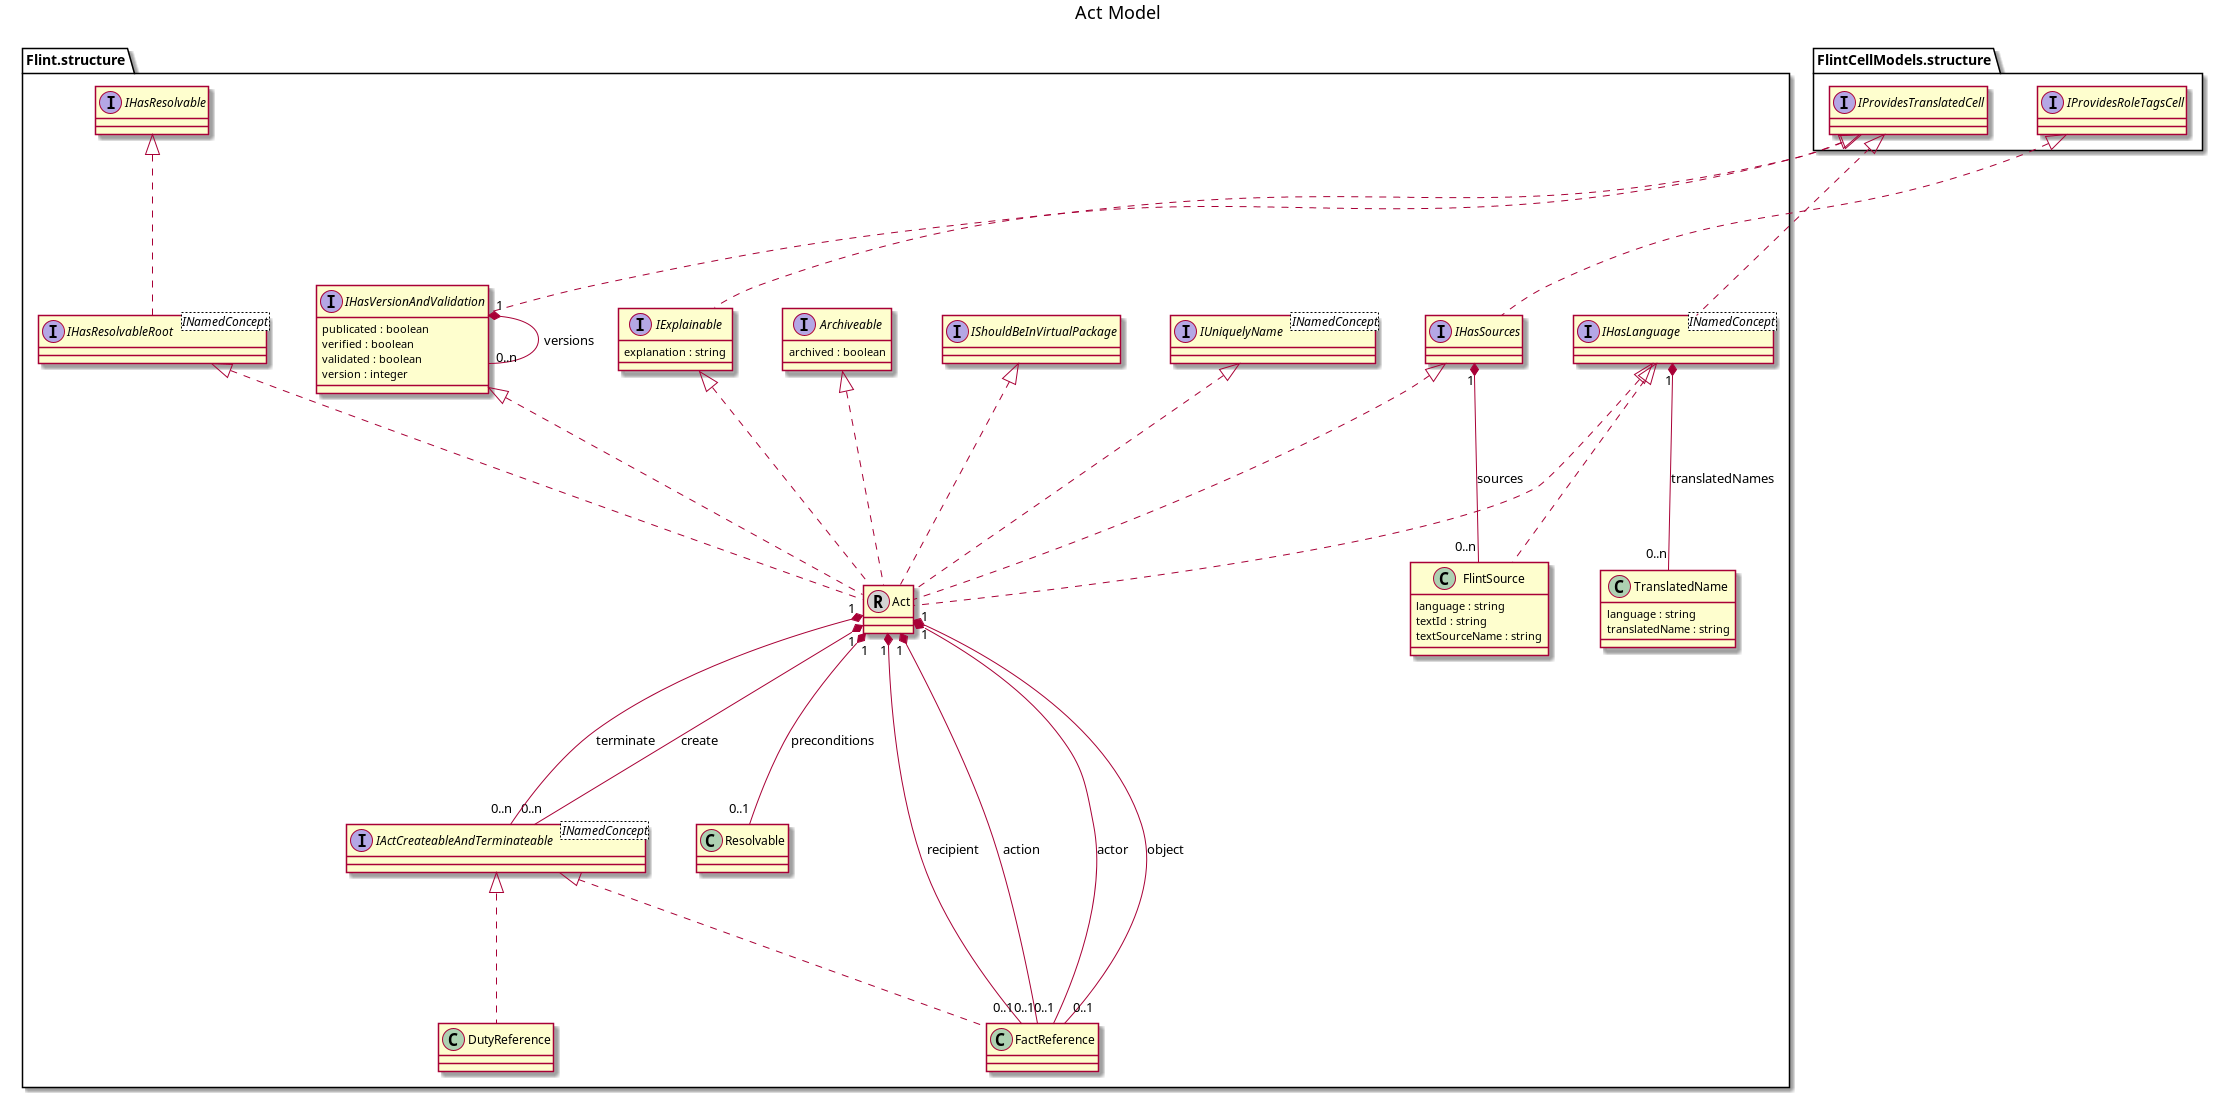 Act Model
Flint.structure
FlintCellModels.structure
I IHasResolvable
I IProvidesTranslatedCell
I IProvidesRoleTagsCell
I IHasResolvableRoot INamedConcept
I IHasVersionAndValidation
publicated : boolean
verified : boolean
validated : boolean
version : integer
1
0..n
versions
I IExplainable
explanation : string
I Archiveable
archived : boolean
I IShouldBeInVirtualPackage
I IUniquelyName INamedConcept
I IHasSources
I IHasLanguage INamedConcept
1
1
sources
translatedNames
0..n
0..n
R Act
C FlintSource
language : string
textId : string
textSourceName : string
C TranslatedName
language : string
translatedName : string
1
1
1
1
1
1
1
terminate
create
preconditions
recipient
action
actor
object
0..n
0..n
0..1
I IActCreateableAndTerminateable INamedConcept
C Resolvable
0..1
0..1
0..1
0..1
C DutyReference
C FactReference